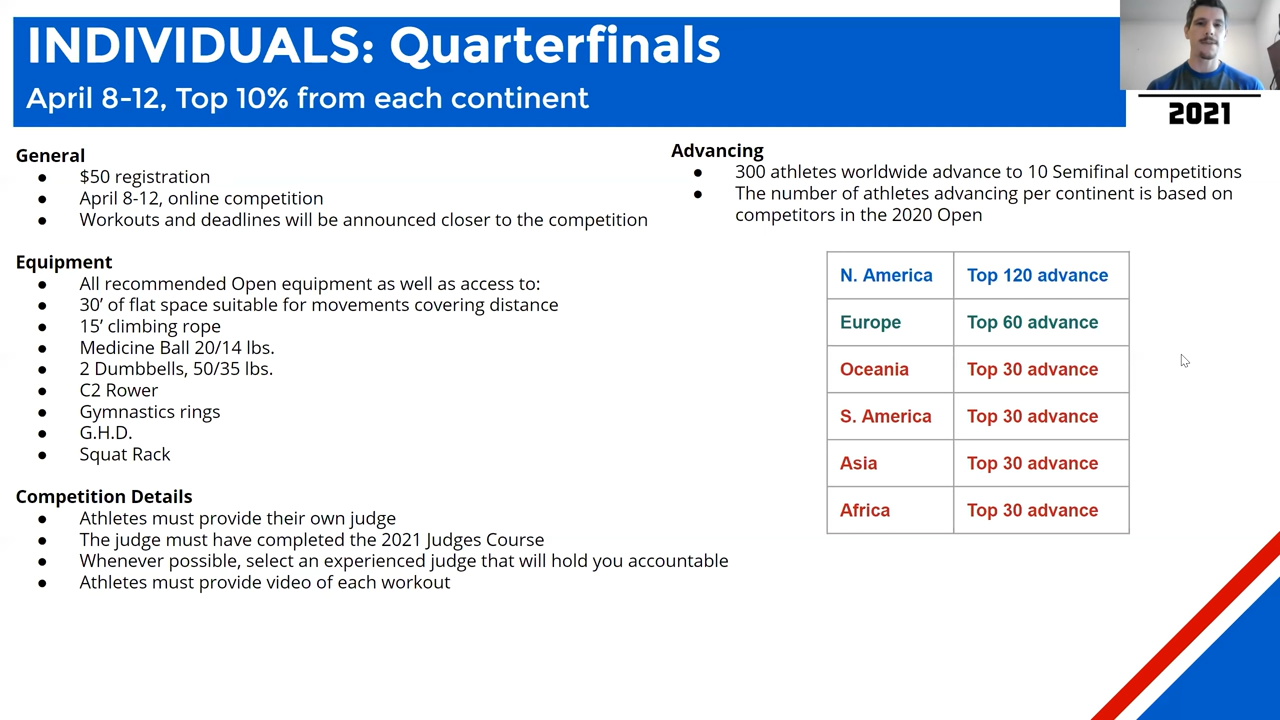 INDIVIDUALS: Quarterfinals
April 8-12, Top 10% from each continent
2021
General
● $50 registration
● April 8-12, online competition
● Workouts and deadlines will be announced closer to the competition
Equipment
● All recommended Open equipment as well as access to:
● 30’ of flat space suitable for movements covering distance
● 15’ climbing rope
● Medicine Ball 20/14 lbs.
● 2 Dumbbells, 50/35 lbs.
● C2 Rower
● Gymnastics rings
● G.H.D.
● Squat Rack
Competition Details
● Athletes must provide their own judge
● The judge must have completed the 2021 Judges Course
● Whenever possible, select an experienced judge that will hold you accountable
● Athletes must provide video of each workout
Advancing
● 300 athletes worldwide advance to 10 Semifinal competitions
● The number of athletes advancing per continent is based on
competitors in the 2020 Open
N. America Top 120 advance
Europe Top 60 advance
Oceania Top 30 advance
S. America Top 30 advance
Asia Top 30 advance
Africa Top 30 advance